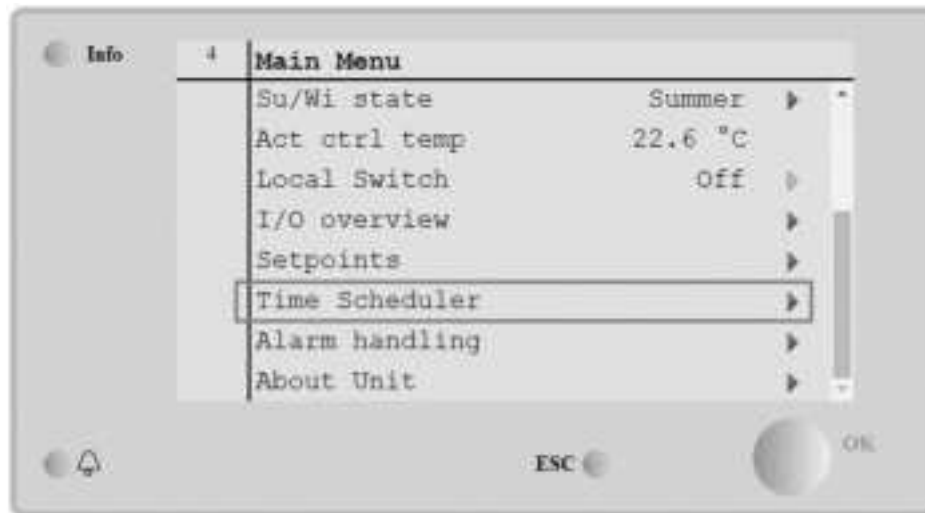 Info
4 Main Menu
Su/Wi state Summer
Act ctrl temp 22.6 °C
Local Switch Off
I/O overview
Setpoints
Time Scheduler
Alarm handling
About Unit
ESC
OK